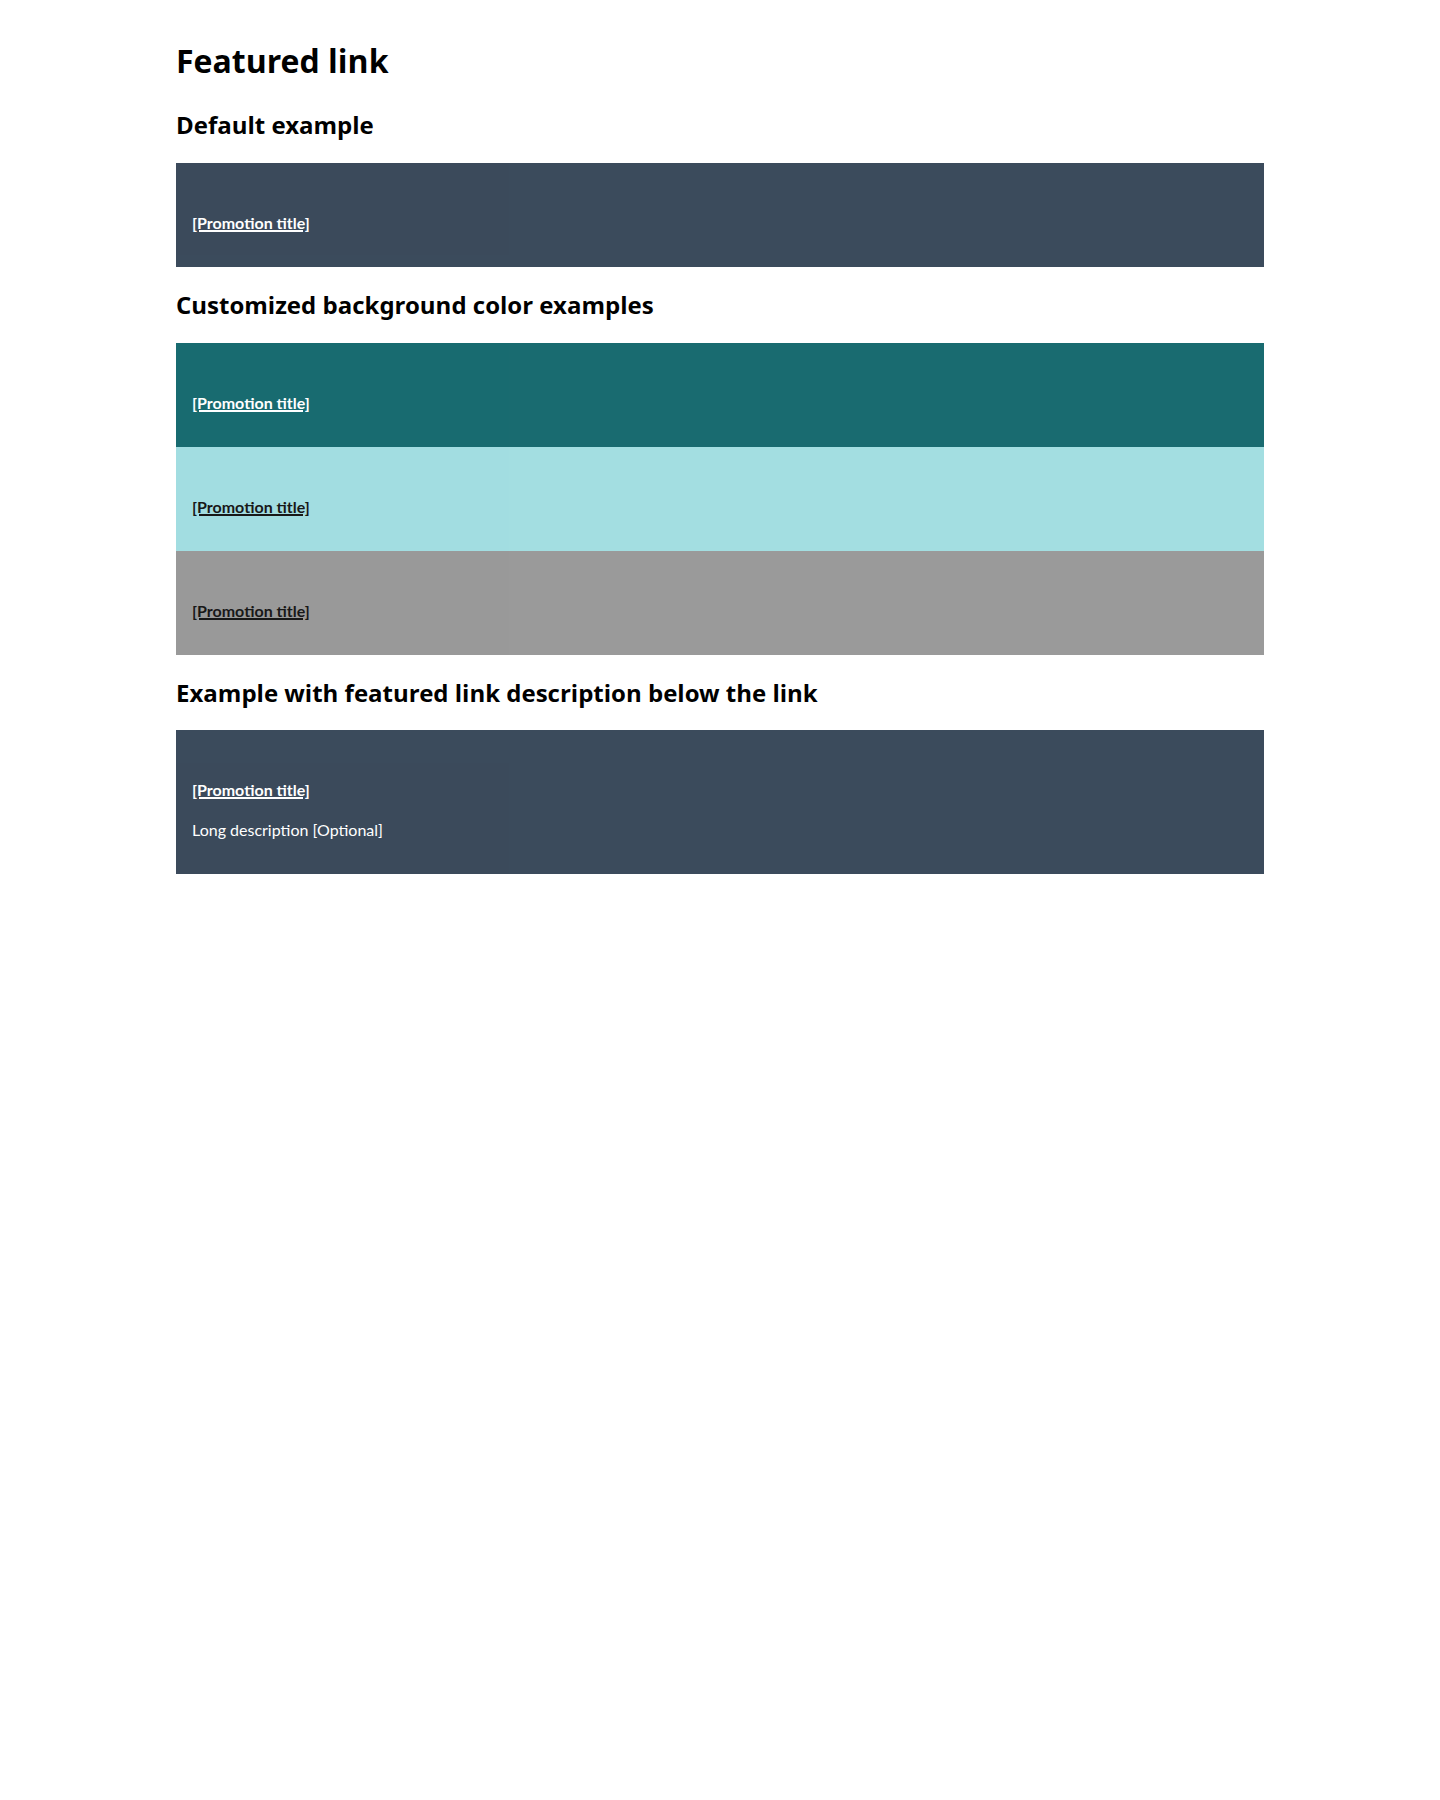 Featured link
Default example
[Promotion title]
Customized background color examples
[Promotion title]
[Promotion title]
[Promotion title]
Example with featured link description below the link
[Promotion title]
Long description [Optional]